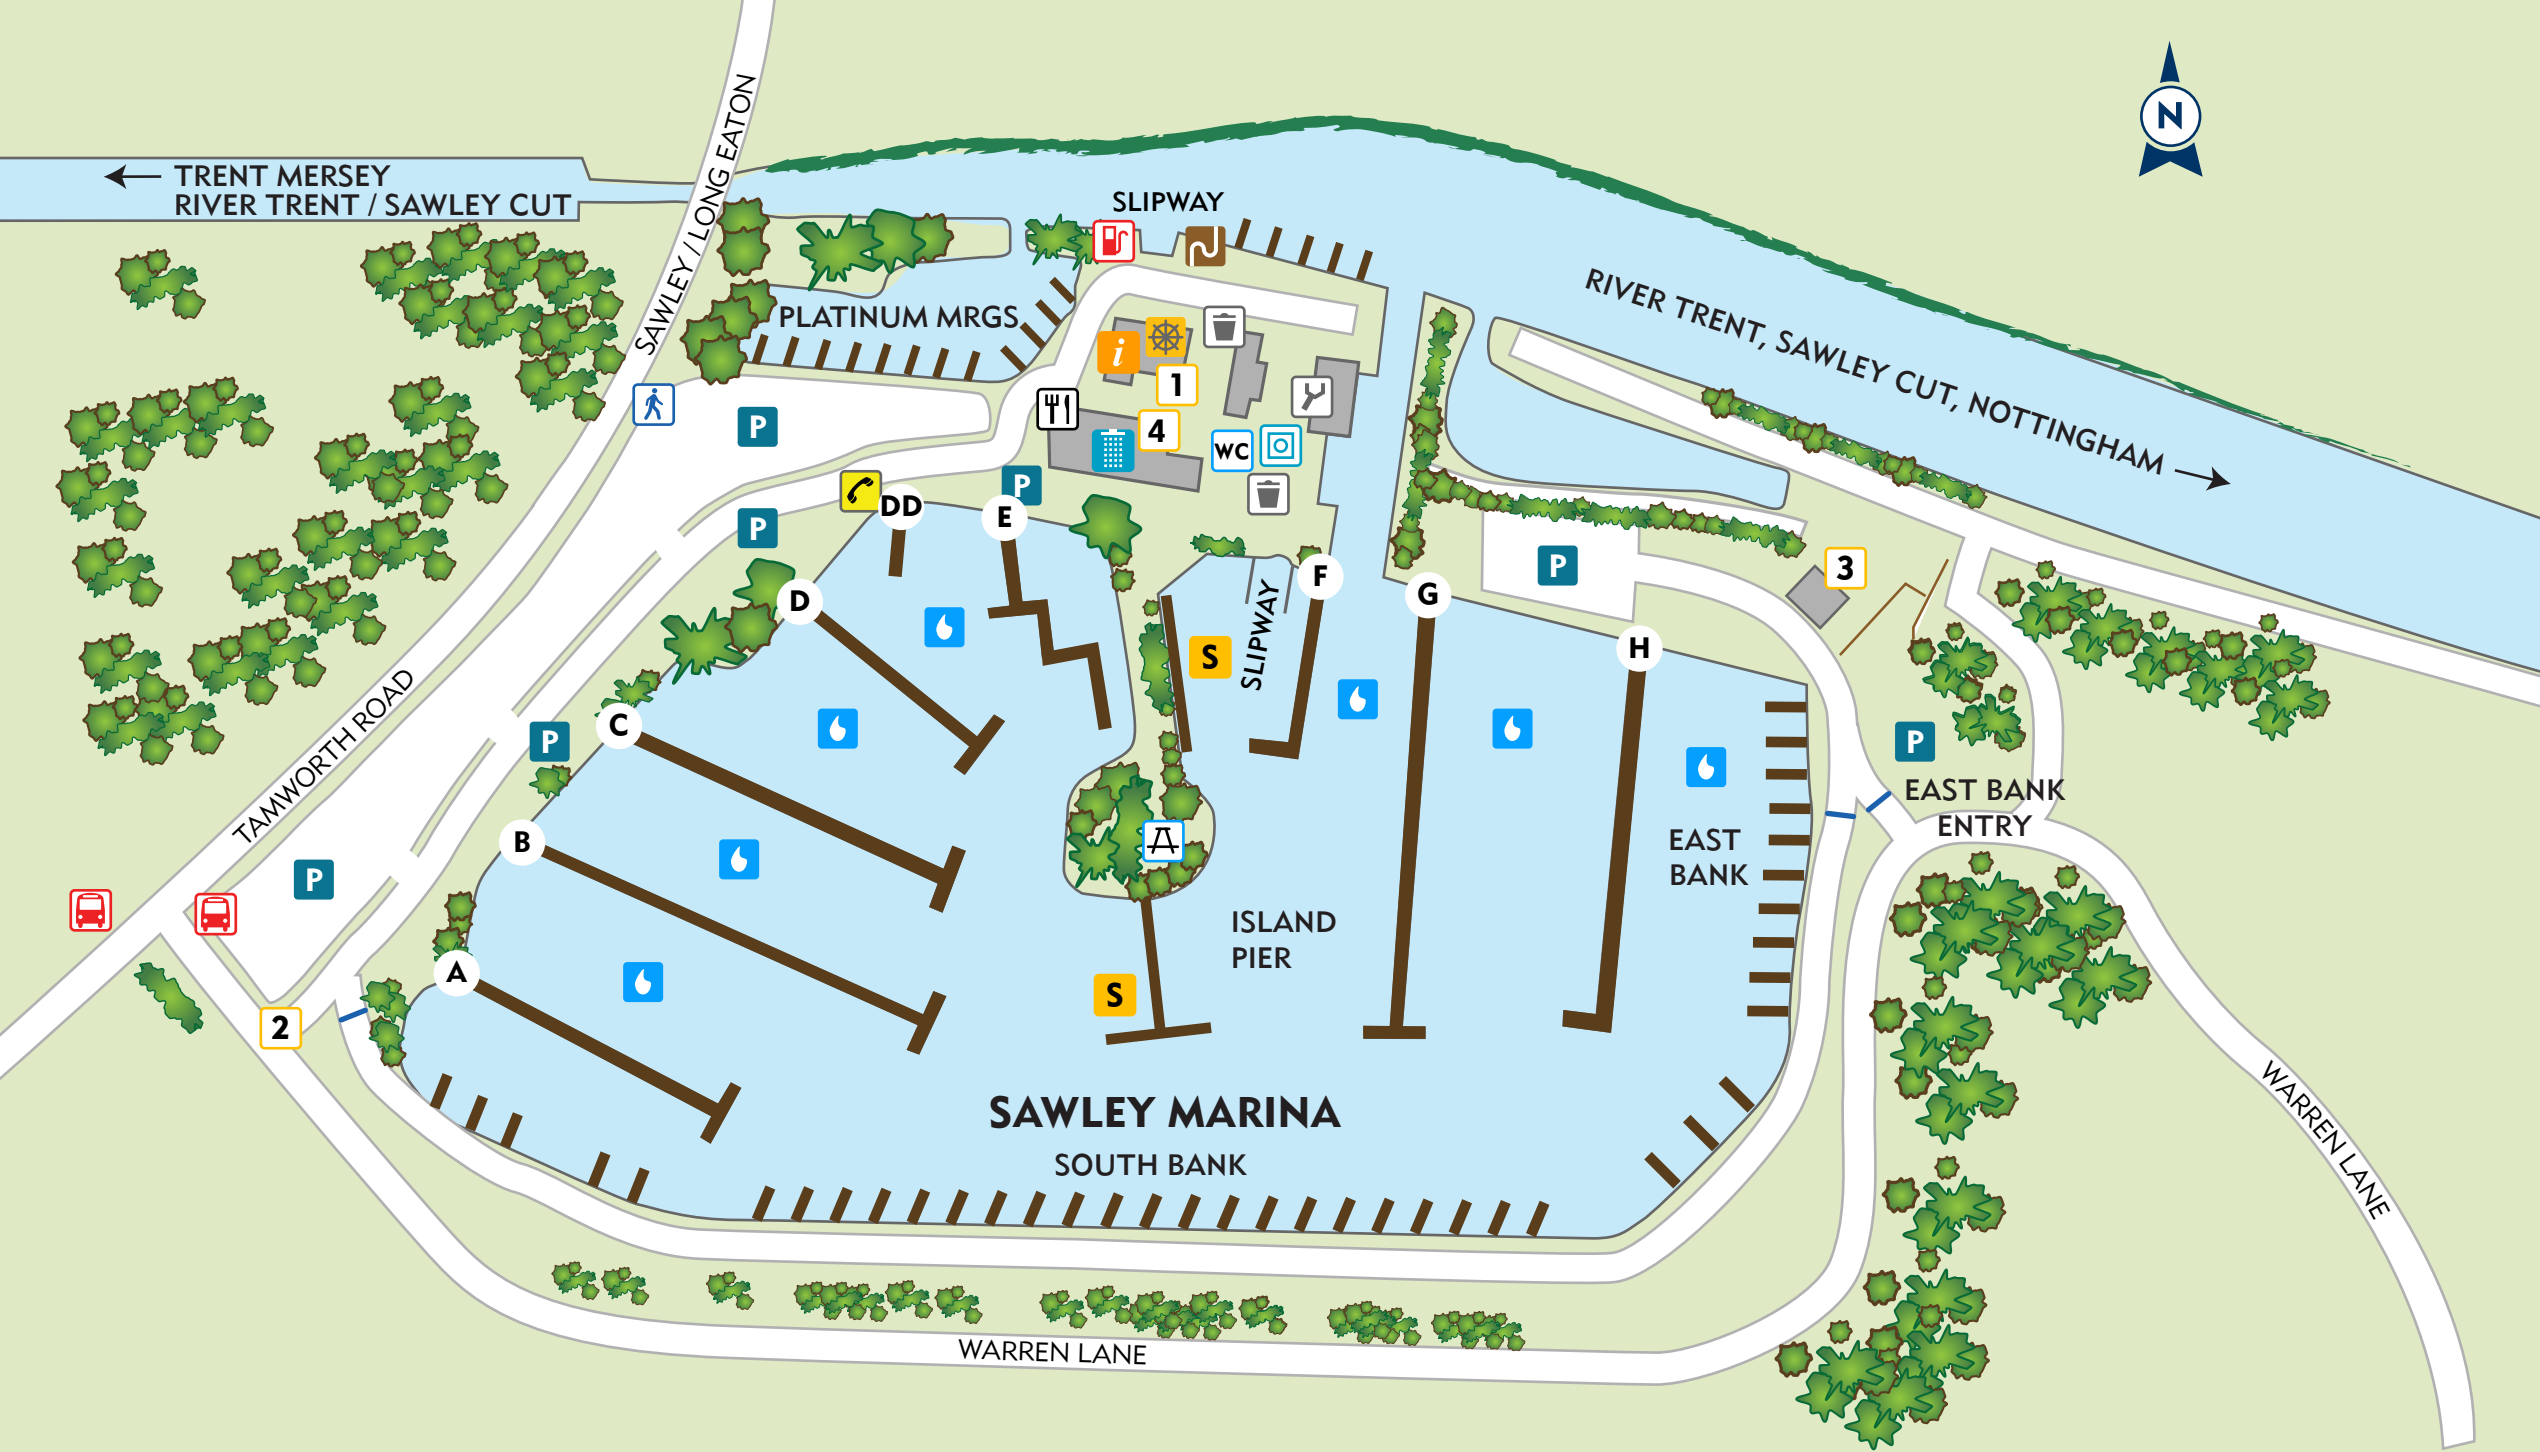 N
TRENT MERSEY
RIVER TRENT / SAWLEY CUT
SAWLEY / LONG EATON
SLIPWAY
PLATINUM MRGS
RIVER TRENT, SAWLEY CUT, NOTTINGHAM
i
1
4
WC
P
P
P
DD
E
P
3
F
G
H
D
S
SLIPWAY
C
P
P
EAST BANK
ENTRY
TAMWORTH ROAD
B
P
EAST
BANK
ISLAND
PIER
A
S
2
SAWLEY MARINA
SOUTH BANK
WARREN LANE
WARREN LANE